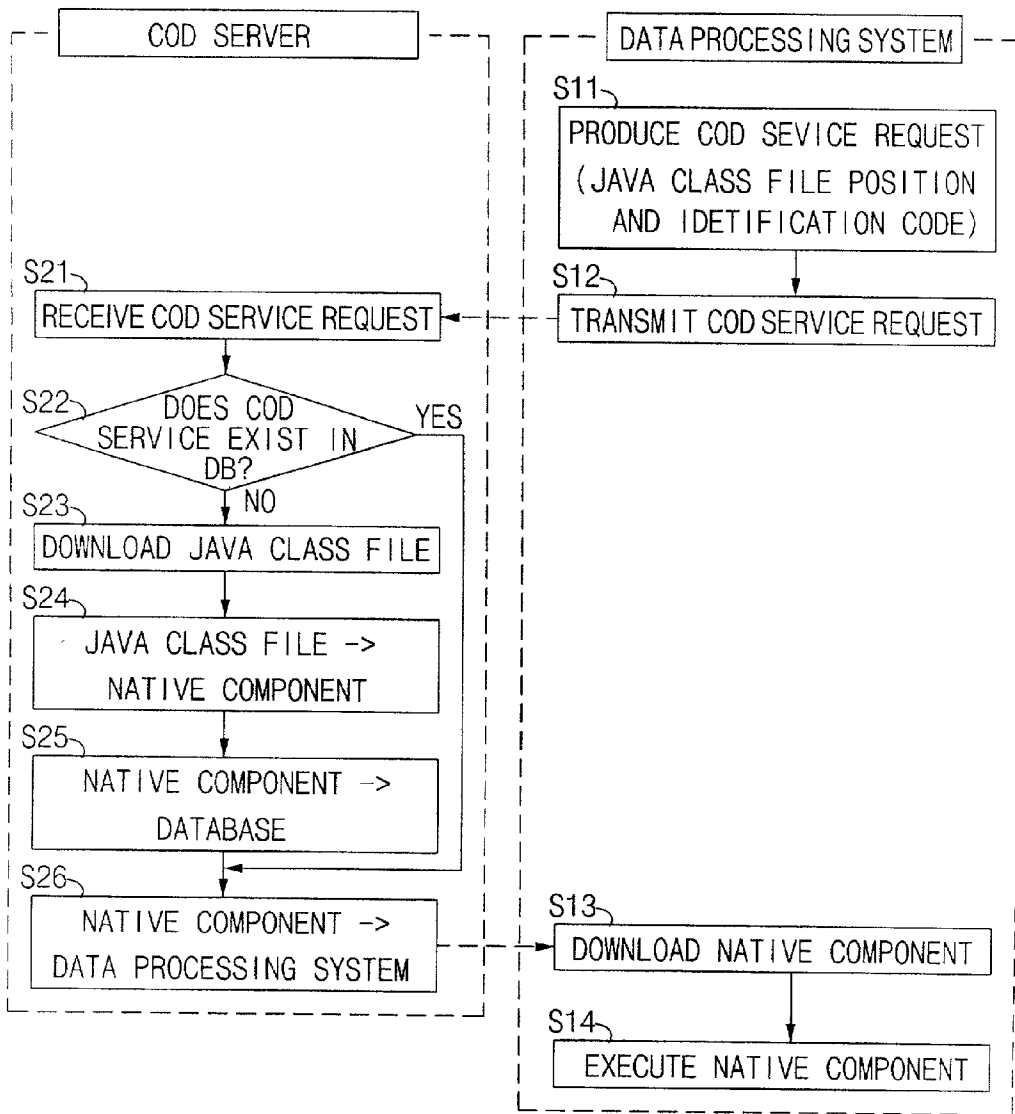 COD SERVER
DATA PROCESSING SYSTEM
S11
PRODUCE COD SEVICE REQUEST
(JAVA CLASS FILE POSITION
AND IDETIFICATION CODE)
S21
RECEIVE COD SERVICE REQUEST
S12
TRANSMIT COD SERVICE REQUEST
S22
DOES COD
SERVICE EXIST IN
DB?
YES
NO
S23
DOWNLOAD JAVA CLASS FILE
S24
JAVA CLASS FILE ->
NATIVE COMPONENT
S25
NATIVE COMPONENT ->
DATABASE
S26
NATIVE COMPONENT ->
DATA PROCESSING SYSTEM
S13
DOWNLOAD NATIVE COMPONENT
S14
EXECUTE NATIVE COMPONENT